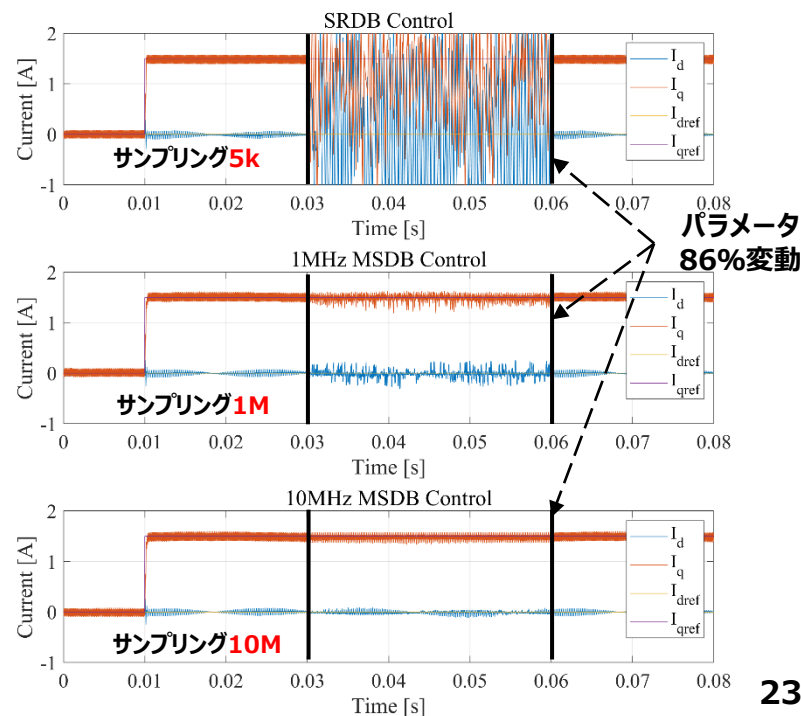 SRDB Control
2
1
0
-1
Current [A]
I_d
I_q
I_dref
I_qref
サンプリング5k
0 0.01 0.02 0.03 0.04 0.05 0.06 0.07 0.08
Time [s]
パラメータ
86%変動
1MHz MSDB Control
2
1
0
-1
Current [A]
I_d
I_q
I_dref
I_qref
サンプリング1M
0 0.01 0.02 0.03 0.04 0.05 0.06 0.07 0.08
Time [s]
10MHz MSDB Control
2
1
0
-1
Current [A]
I_d
I_q
I_dref
I_qref
サンプリング10M
0 0.01 0.02 0.03 0.04 0.05 0.06 0.07 0.08
Time [s]
23